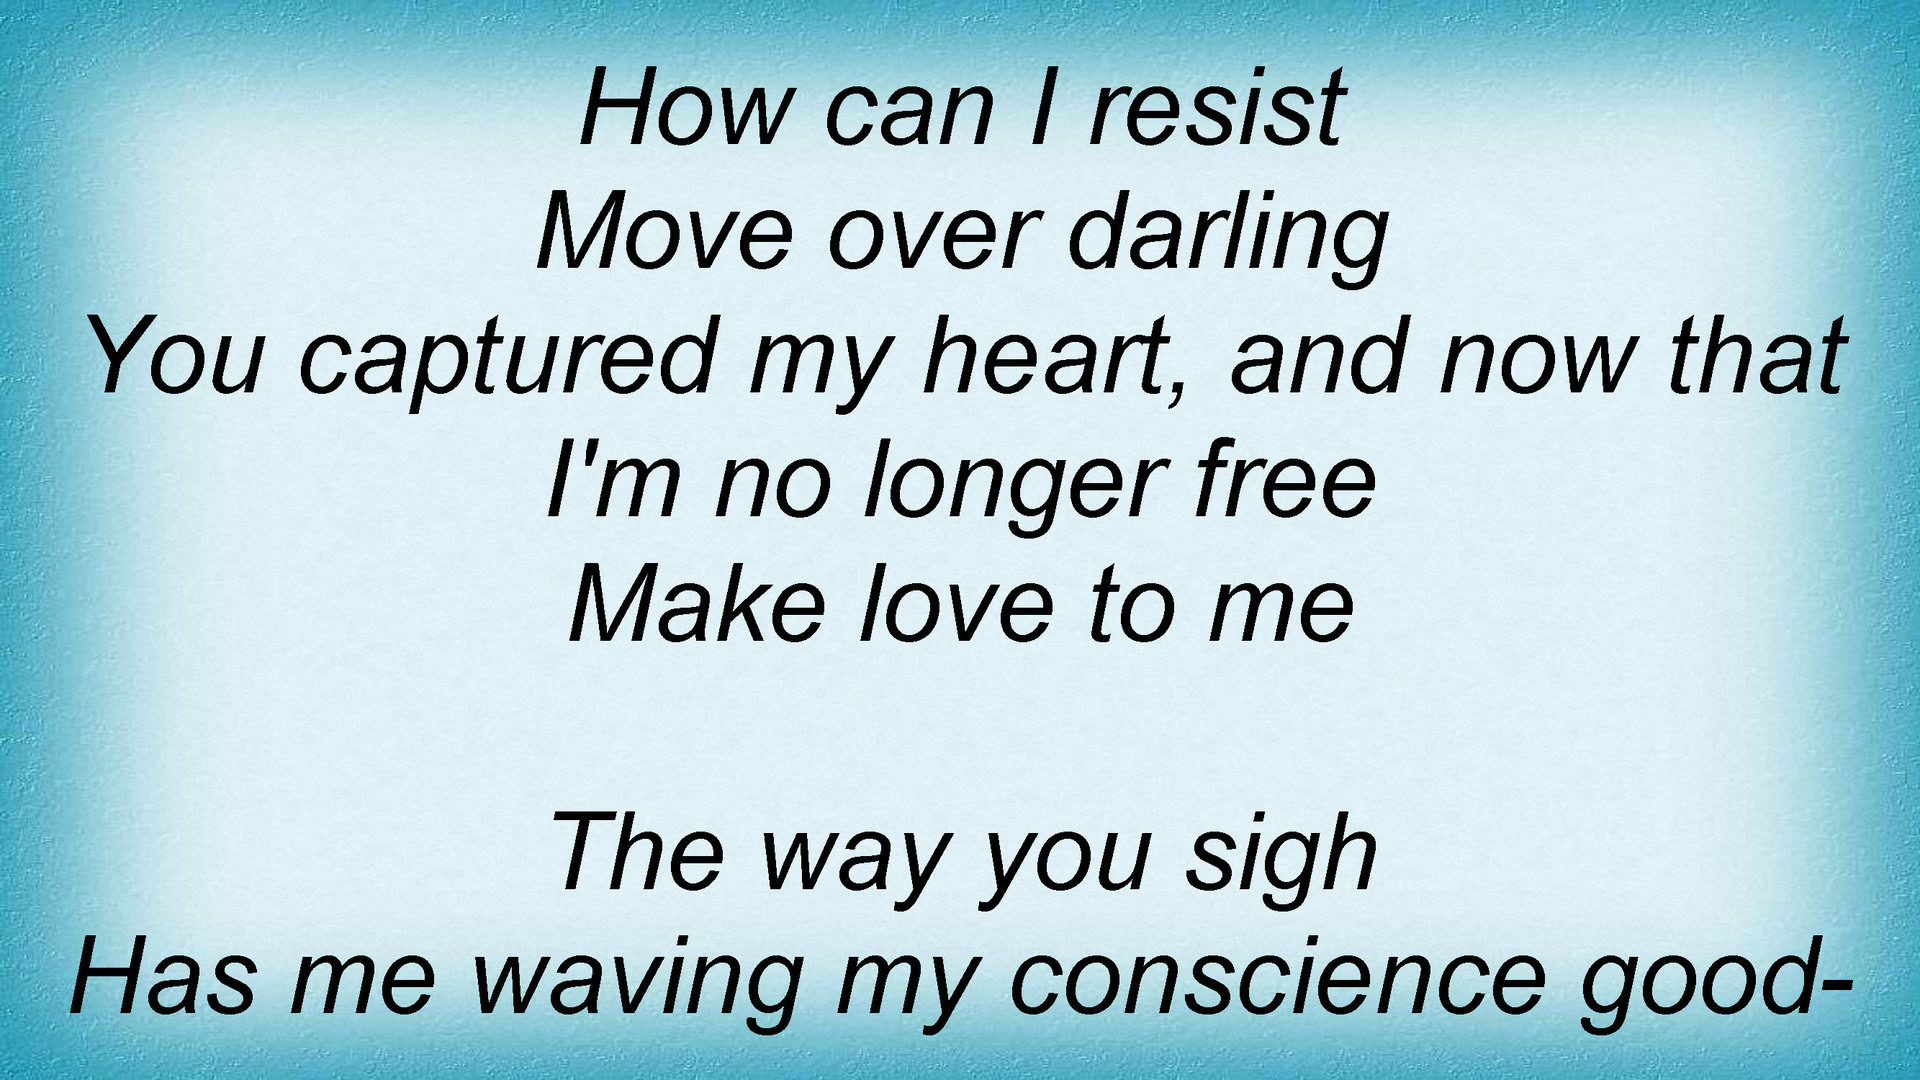 How can I resist
Move over darling
You captured my heart, and now that
I'm no longer free
Make love to me
The way you sigh
Has me waving my conscience good-